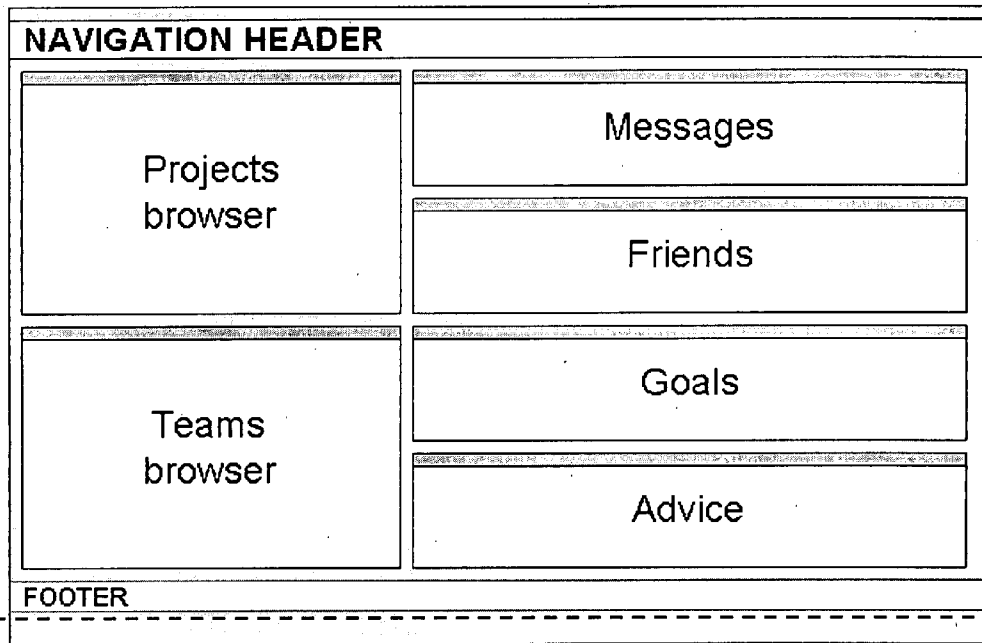 NAVIGATION HEADER
Projects
browser
Teams
browser
Messages
Friends
Goals
Advice
FOOTER